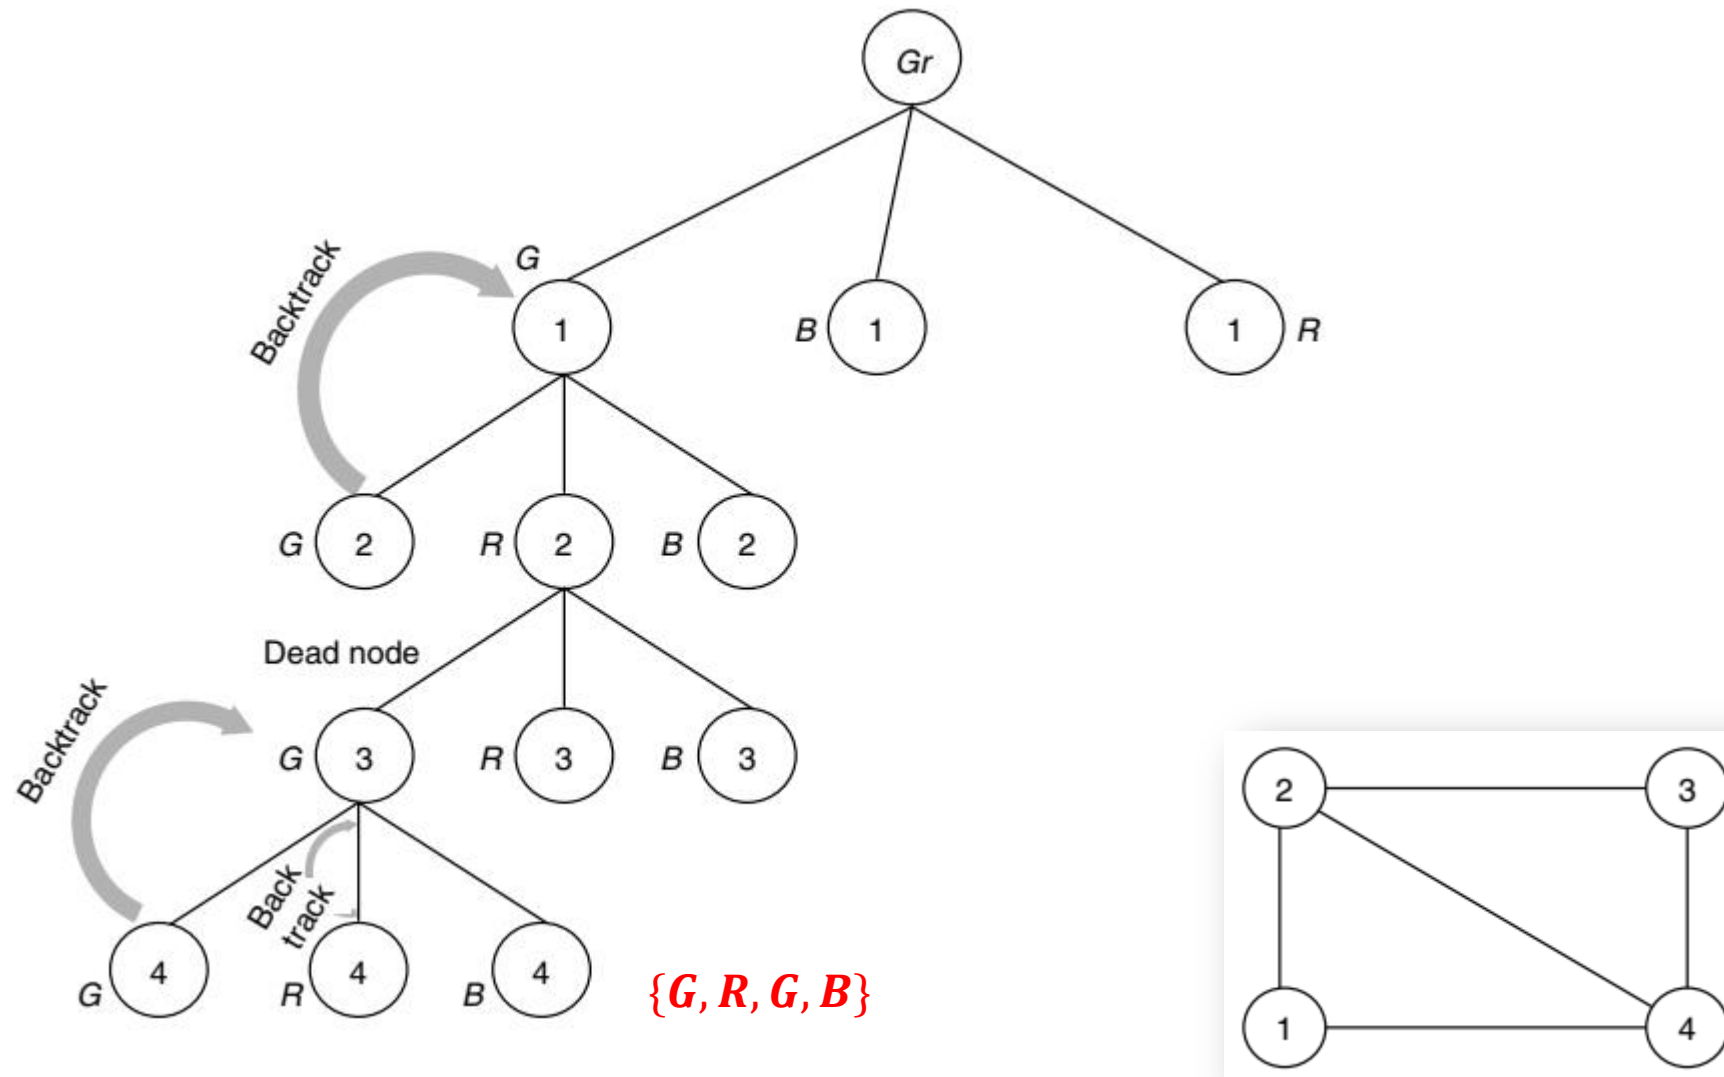 Gr
G
Backtrack
1
B 1
1 R
G 2
R 2
B 2
Dead node
Backtrack
G 3
R 3
B 3
2
3
Back
track
G 4
R 4
B 4
{G, R, G, B}
1
4